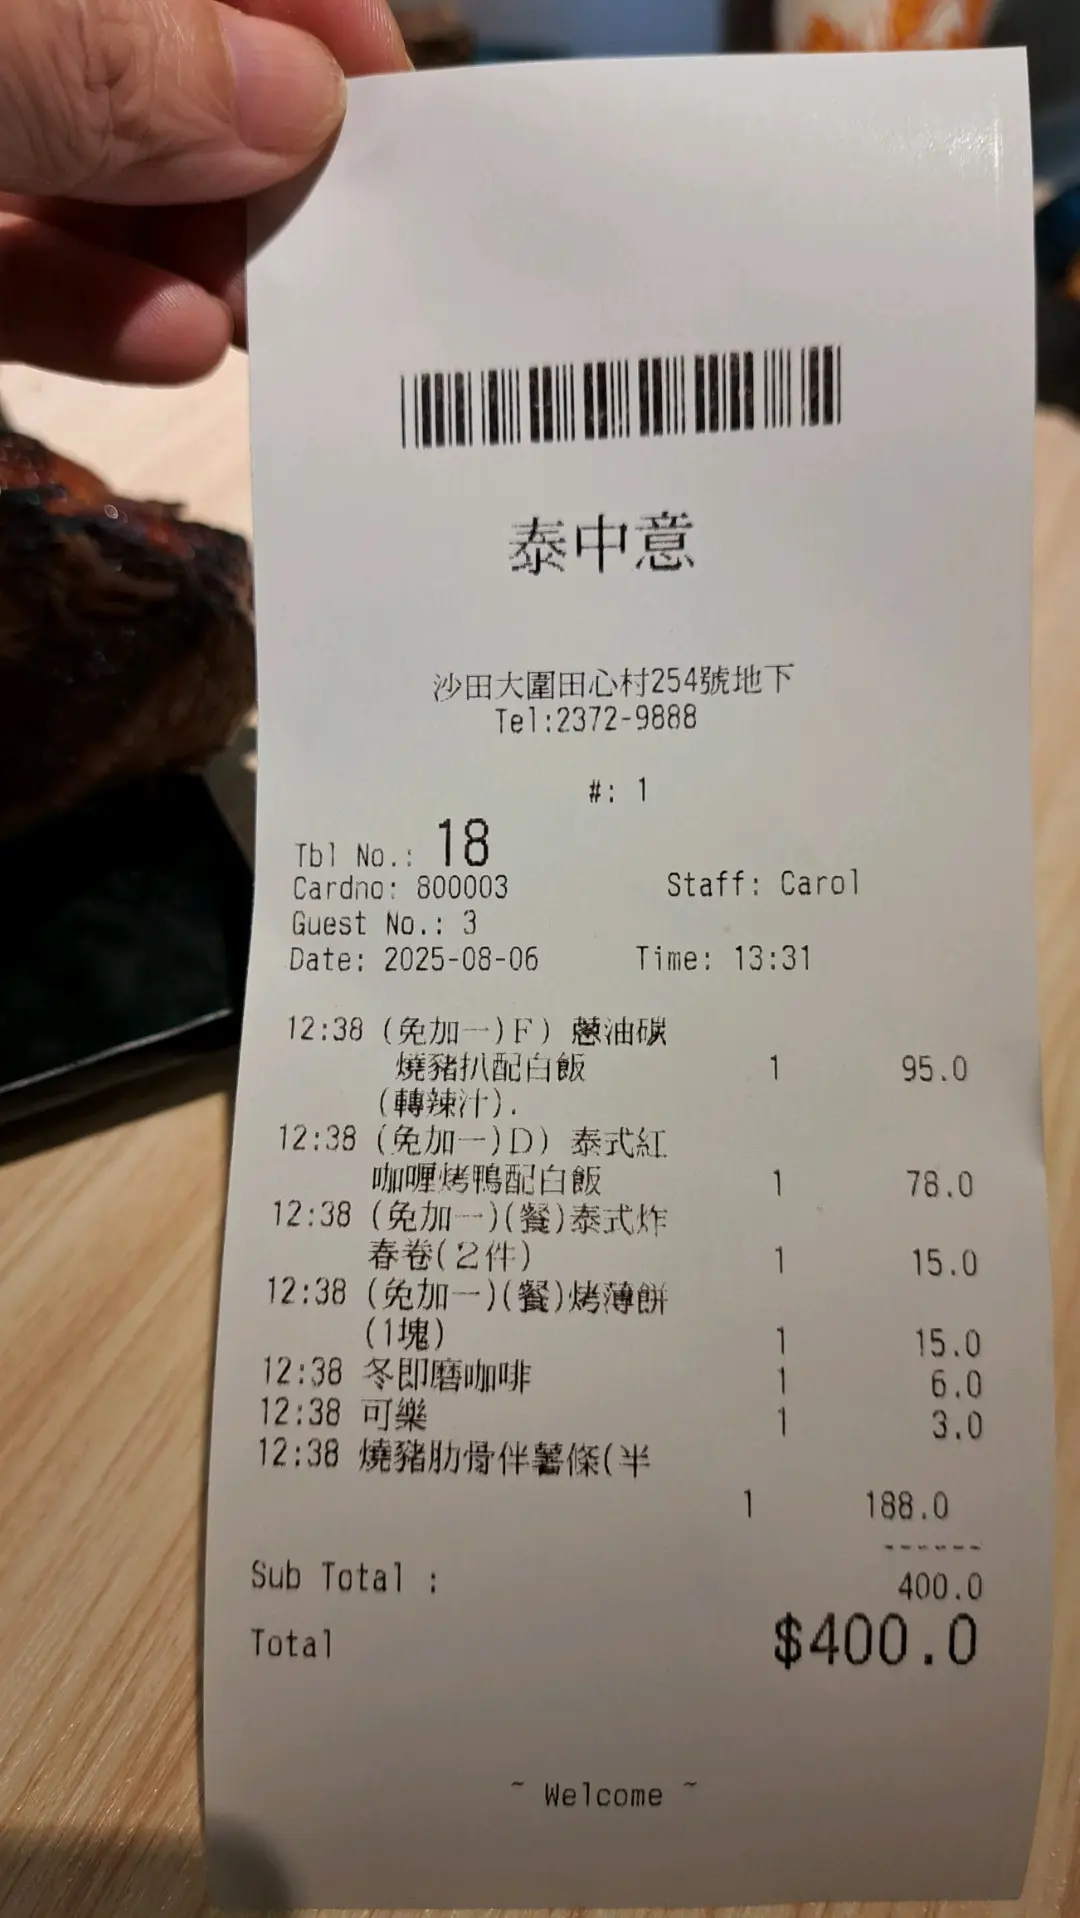 泰中意
沙田大圍田心村254號地下
Tel:2372-9888
#: 1
Tbl No.: 18
Cardno: 800003 Staff: Carol
Guest No.: 3
Date: 2025-08-06 Time: 13:31
12:38 (免加一)F) 蔥油碳
燒豬扒配白飯 1 95.0
(轉辣汁).
12:38 (免加一)D) 泰式紅
咖喱烤鴨配白飯 1 78.0
12:38 (免加一)(餐)泰式炸
春卷(2件) 1 15.0
12:38 (免加一)(餐)烤薄餅
(1塊) 1 15.0
12:38 冬即磨咖啡 1 6.0
12:38 可樂 1 3.0
12:38 燒豬肋骨伴薯條(半
1 188.0
------
Sub Total : 400.0
Total $400.0
~ Welcome ~